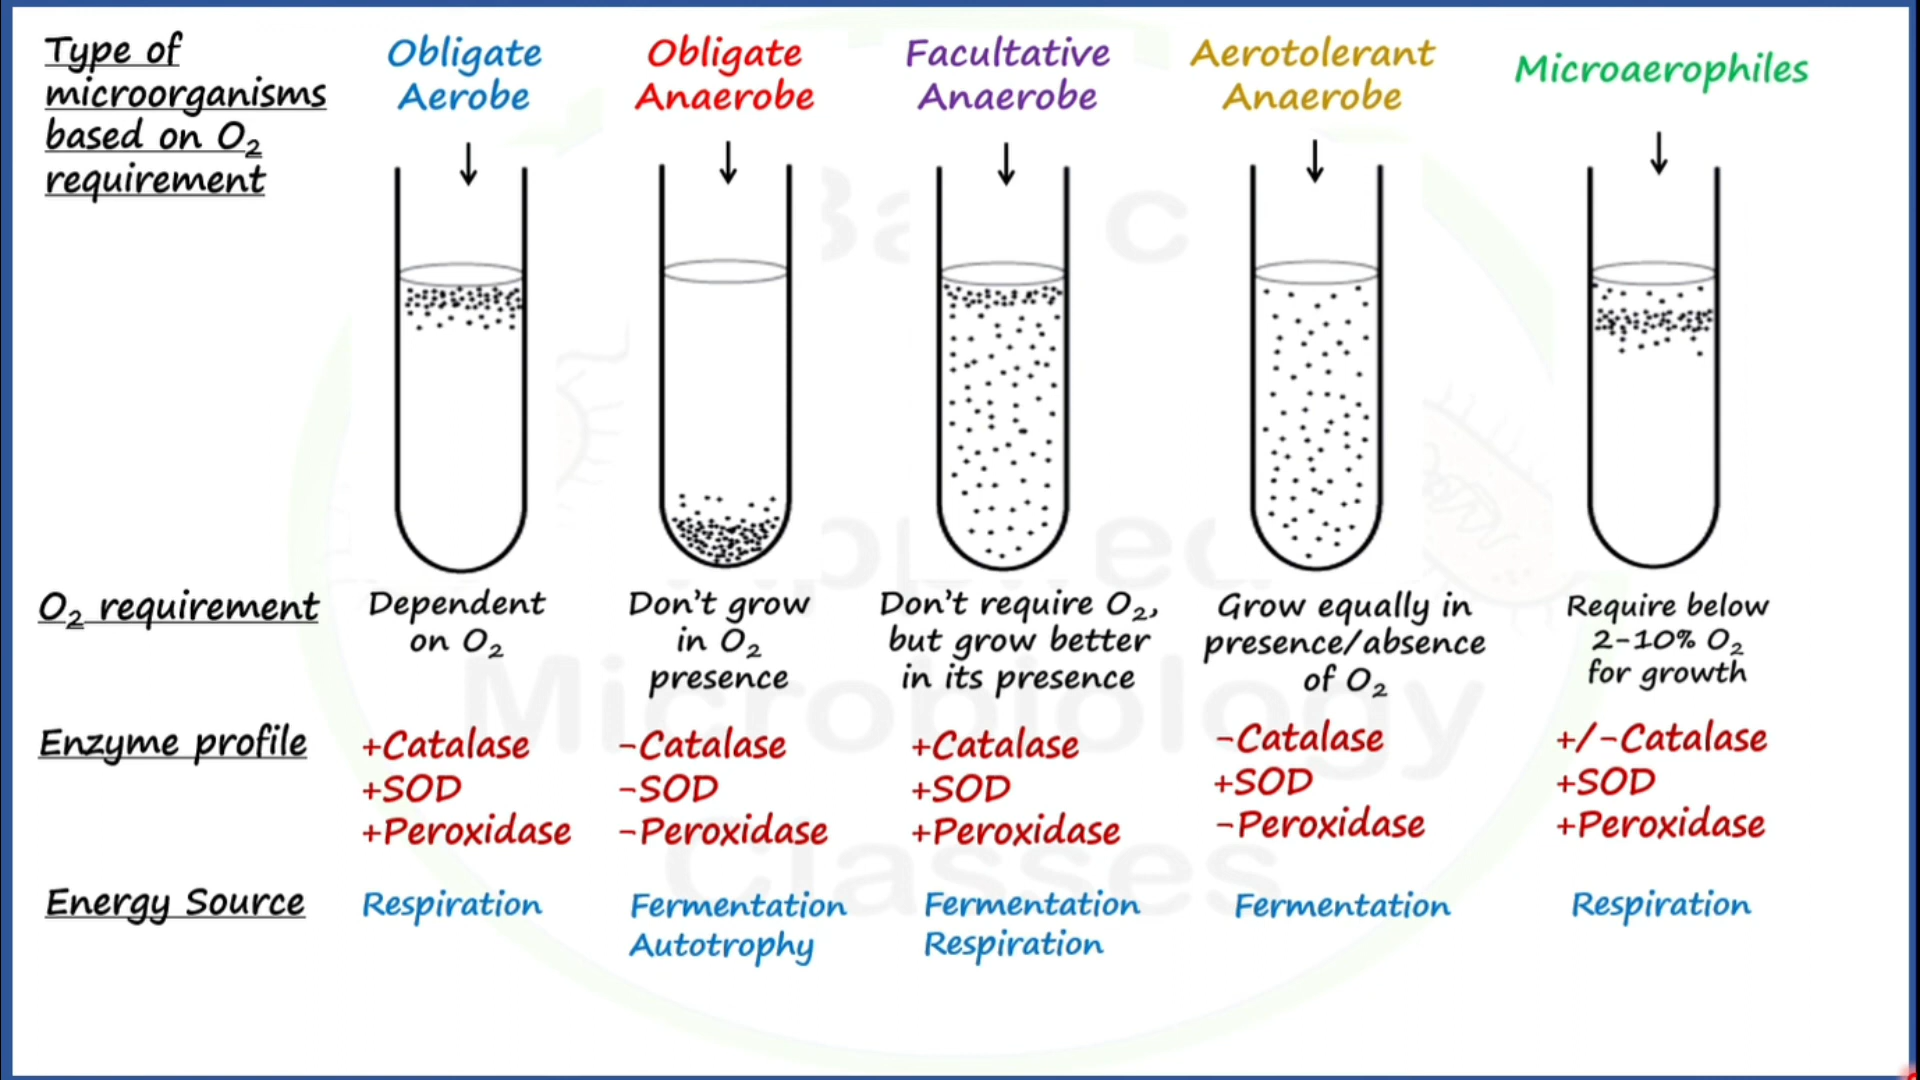 Type of
microorganisms
based on O₂
requirement
Obligate
Aerobe
Obligate
Anaerobe
Facultative
Anaerobe
Aerotolerant
Anaerobe
Microaerophiles
O₂ requirement
Dependent
on O₂
Don't grow
in O₂
presence
Don't require O₂,
but grow better
in its presence
Grow equally in
presence/absence
of O₂
Require below
2-10% O₂
for growth
Enzyme profile
+Catalase
+SOD
+Peroxidase
-Catalase
-SOD
-Peroxidase
+Catalase
+SOD
+Peroxidase
-Catalase
+SOD
-Peroxidase
+/-Catalase
+SOD
+Peroxidase
Energy Source
Respiration
Fermentation
Autotrophy
Fermentation
Respiration
Fermentation
Respiration
Microbiology
Classes